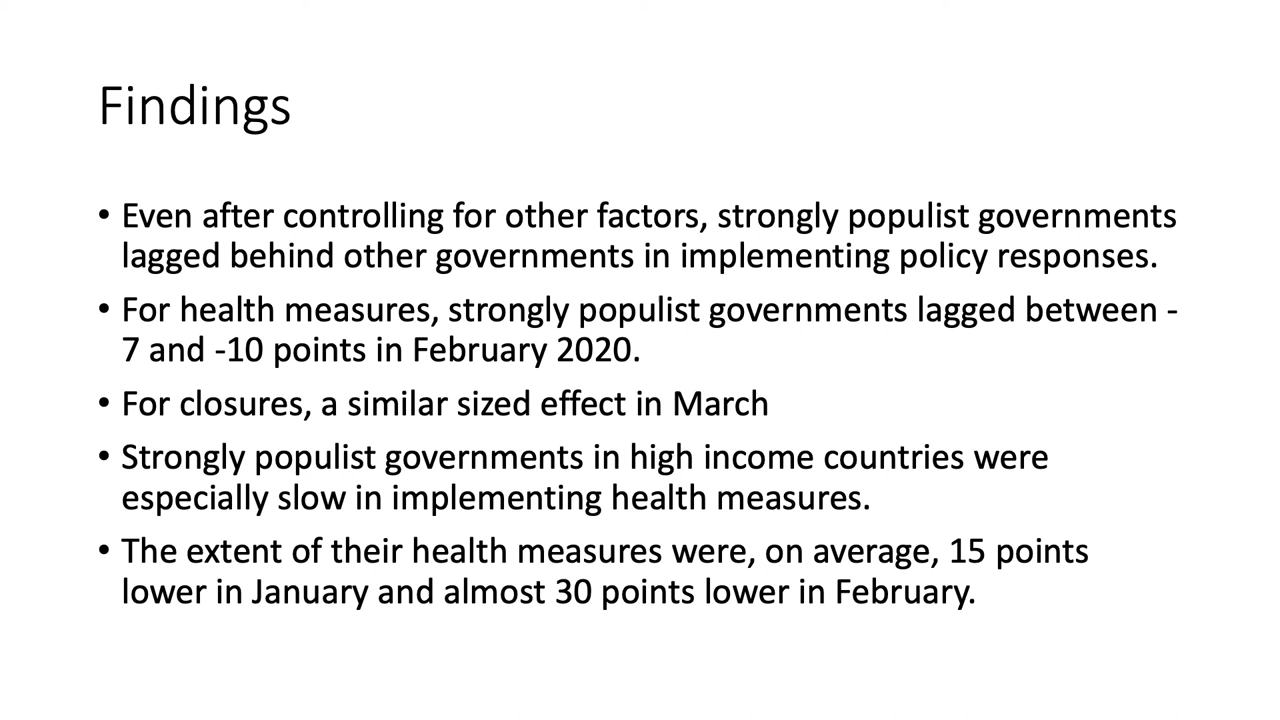 Findings
• Even after controlling for other factors, strongly populist governments
lagged behind other governments in implementing policy responses.
• For health measures, strongly populist governments lagged between -
7 and -10 points in February 2020.
• For closures, a similar sized effect in March
• Strongly populist governments in high income countries were
especially slow in implementing health measures.
• The extent of their health measures were, on average, 15 points
lower in January and almost 30 points lower in February.